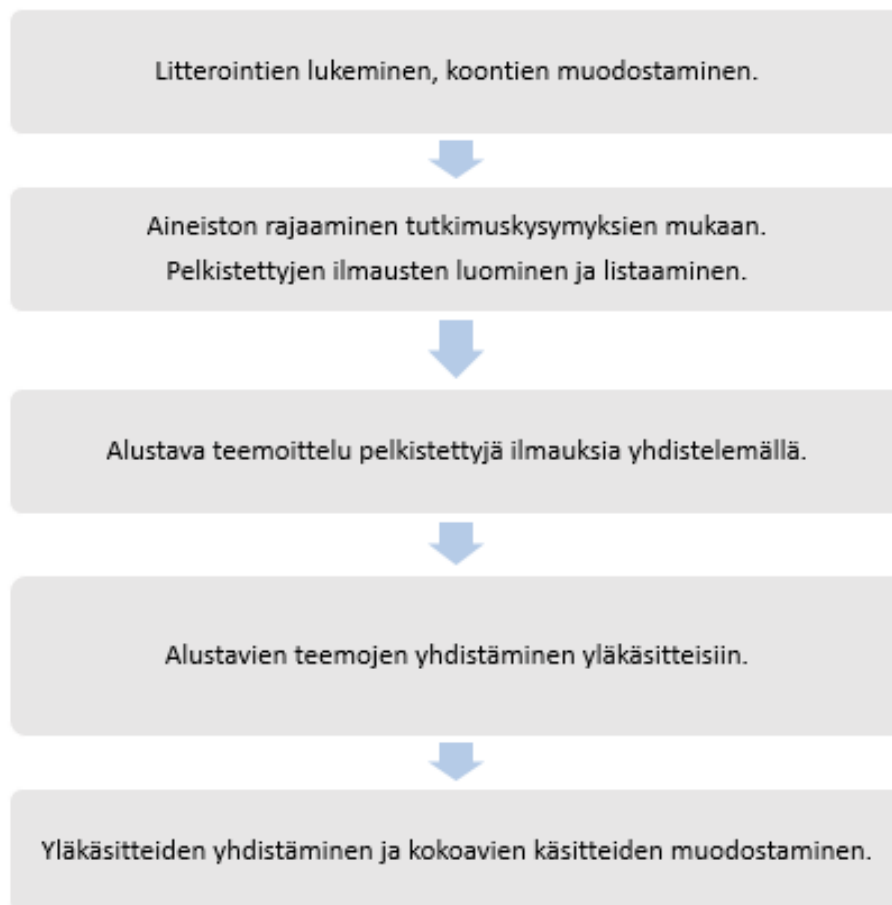 Litterointien lukeminen, koontien muodostaminen.
Aineiston rajaaminen tutkimuskysymyksien mukaan.
Pelkistettyjen ilmausten luominen ja listaaminen.
Alustava teemoittelu pelkistettyjä ilmauksia yhdistelemällä.
Alustavien teemojen yhdistäminen yläkäsitteisiin.
Yläkäsitteiden yhdistäminen ja kokoavien käsitteiden muodostaminen.